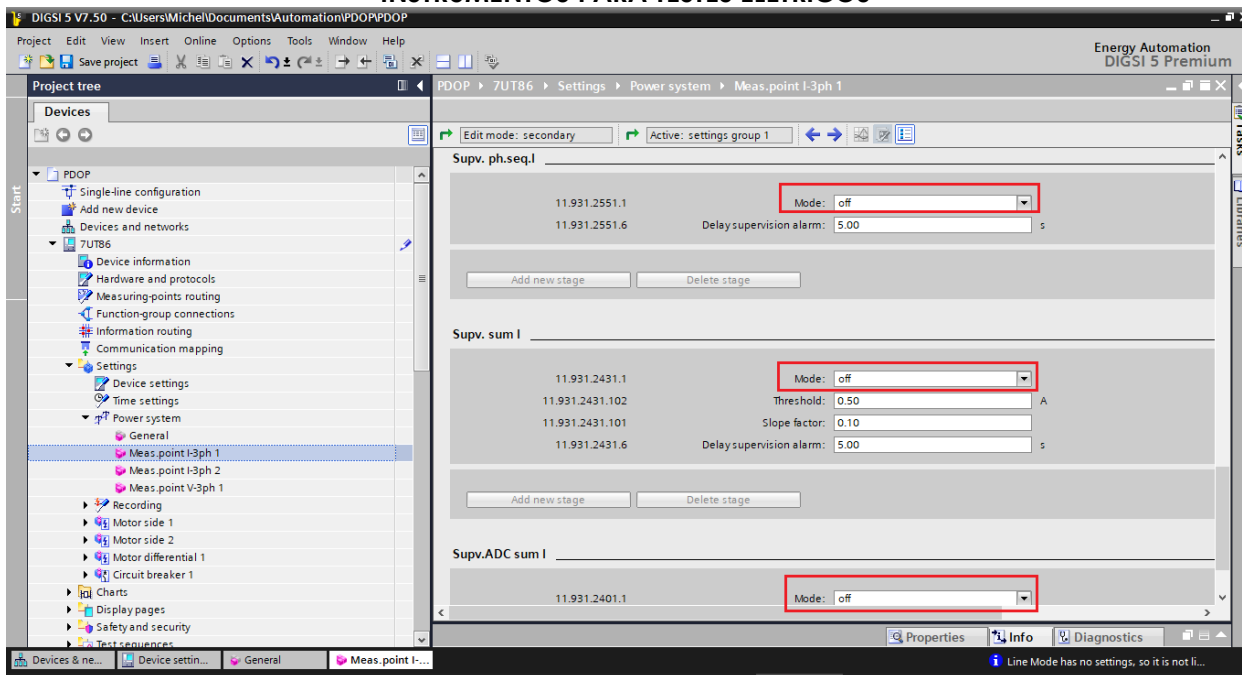 INSTRUMENTOS PARA TESTES ELÉTRICOS
DIGSI 5 V7.50 - C:\Users\Michel\Documents\Automation\PDOP\PDOP
Project Edit View Insert Online Options Tools Window Help
Save project
Energy Automation
DIGSI 5 Premium
Project tree
PDOP ▸ 7UT86 ▸ Settings ▸ Power system ▸ Meas.point I-3ph 1
Devices
Edit mode: secondary
Active: settings group 1
Start
Tasks
Libraries
PDOP
Single-line configuration
Add new device
Devices and networks
7UT86
Device information
Hardware and protocols
Measuring-points routing
Function-group connections
Information routing
Communication mapping
Settings
Device settings
Time settings
Power system
General
Meas.point I-3ph 1
Meas.point I-3ph 2
Meas.point V-3ph 1
Recording
Motor side 1
Motor side 2
Motor differential 1
Circuit breaker 1
Charts
Display pages
Safety and security
Test sequences
Supv. ph.seq.I
11.931.2551.1 Mode: off
11.931.2551.6 Delay supervision alarm: 5.00 s
Add new stage Delete stage
Supv. sum I
11.931.2431.1 Mode: off
11.931.2431.102 Threshold: 0.50 A
11.931.2431.101 Slope factor: 0.10
11.931.2431.6 Delay supervision alarm: 5.00 s
Add new stage Delete stage
Supv.ADC sum I
11.931.2401.1 Mode: off
Properties Info Diagnostics
Devices & ne... Device settin... General Meas.point I-...
Line Mode has no settings, so it is not li...